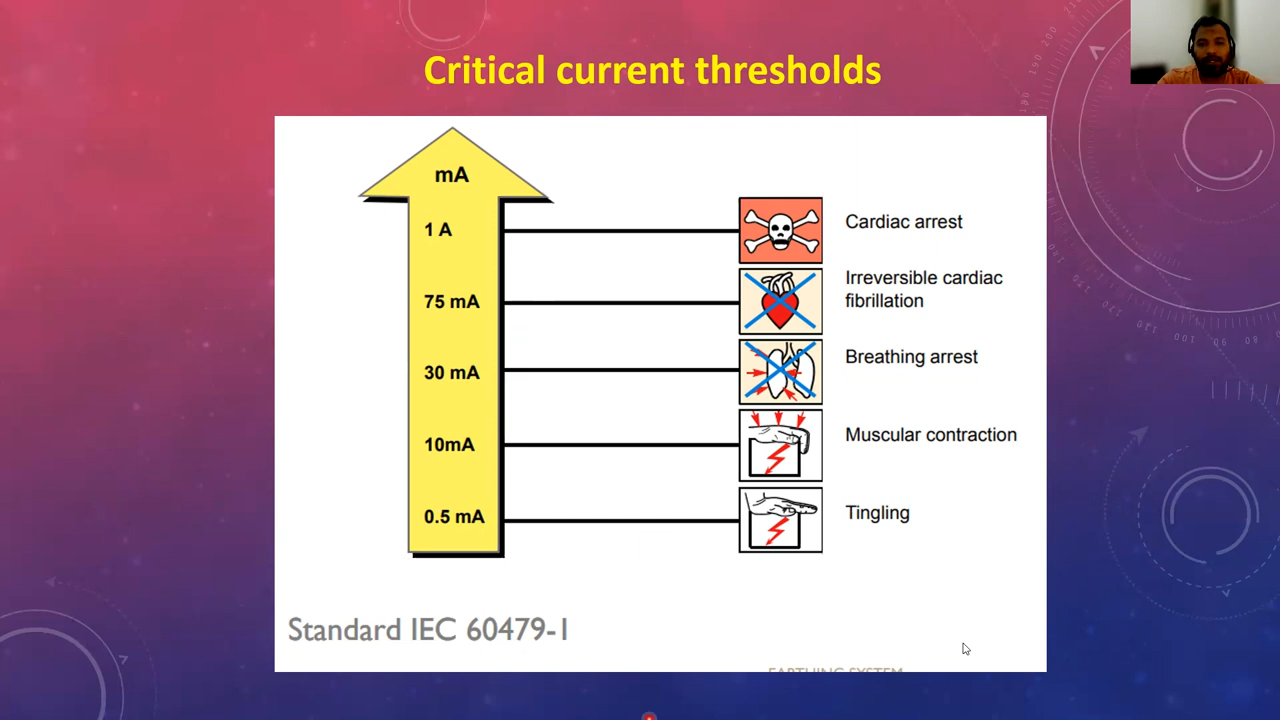 Critical current thresholds
mA
1 A
Cardiac arrest
75 mA
Irreversible cardiac
fibrillation
30 mA
Breathing arrest
10mA
Muscular contraction
0.5 mA
Tingling
Standard IEC 60479-1
EARTHING SYSTEM